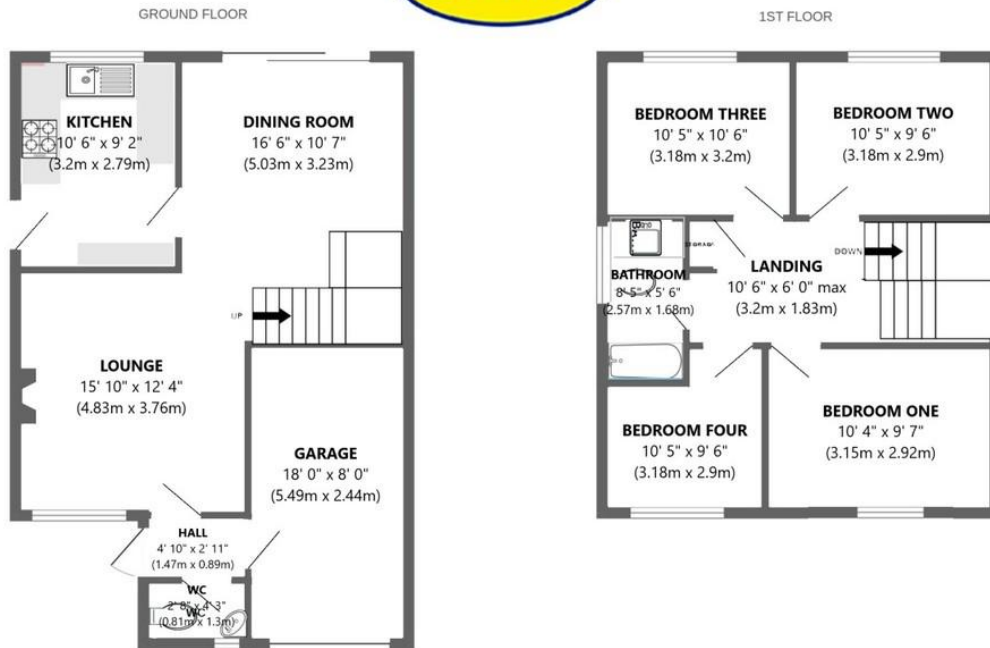 GROUND FLOOR
1ST FLOOR
KITCHEN
10' 6" x 9' 2"
(3.2m x 2.79m)
DINING ROOM
16' 6" x 10' 7"
(5.03m x 3.23m)
UP
LOUNGE
15' 10" x 12' 4"
(4.83m x 3.76m)
GARAGE
18' 0" x 8' 0"
(5.49m x 2.44m)
HALL
4' 10" x 2' 11"
(1.47m x 0.89m)
WC
2' 8" x 4' 3"
WC
(0.81m x 1.3m)
BEDROOM THREE
10' 5" x 10' 6"
(3.18m x 3.2m)
BEDROOM TWO
10' 5" x 9' 6"
(3.18m x 2.9m)
DOWN
BATHROOM
8' 5" x 5' 6"
(2.57m x 1.68m)
LANDING
10' 6" x 6' 0" max
(3.2m x 1.83m)
BEDROOM FOUR
10' 5" x 9' 6"
(3.18m x 2.9m)
BEDROOM ONE
10' 4" x 9' 7"
(3.15m x 2.92m)